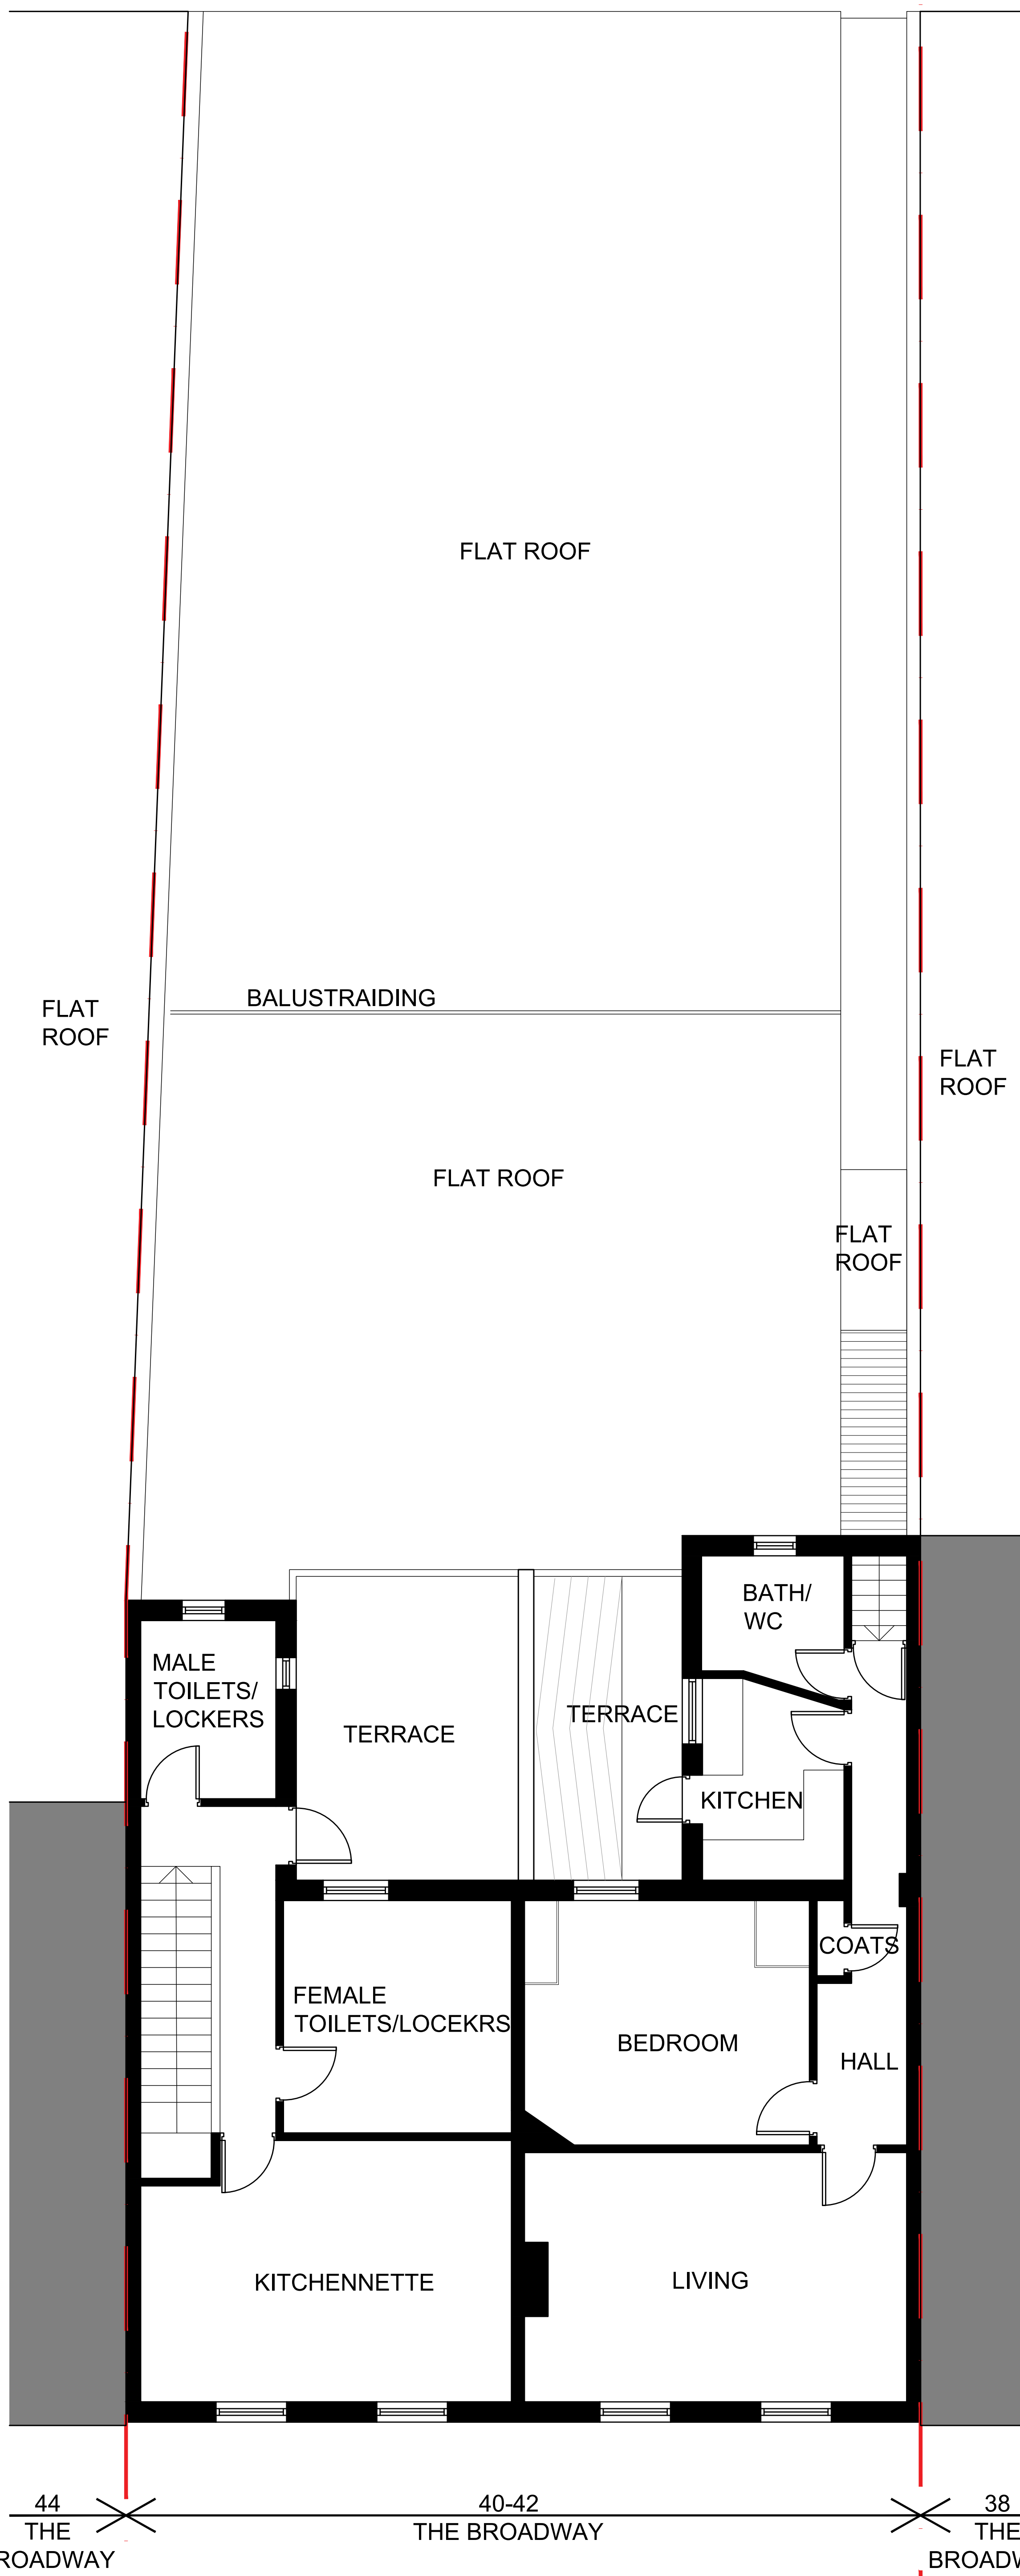 FLAT ROOF
BALUSTRAIDING
FLAT
ROOF
FLAT
ROOF
FLAT ROOF
FLAT
ROOF
BATH/
WC
MALE
TOILETS/
LOCKERS
TERRACE
TERRACE
KITCHEN
COATS
FEMALE
TOILETS/LOCEKRS
BEDROOM
HALL
KITCHENNETTE
LIVING
44
THE
ROADWAY
40-42
THE BROADWAY
38
THE
BROADW